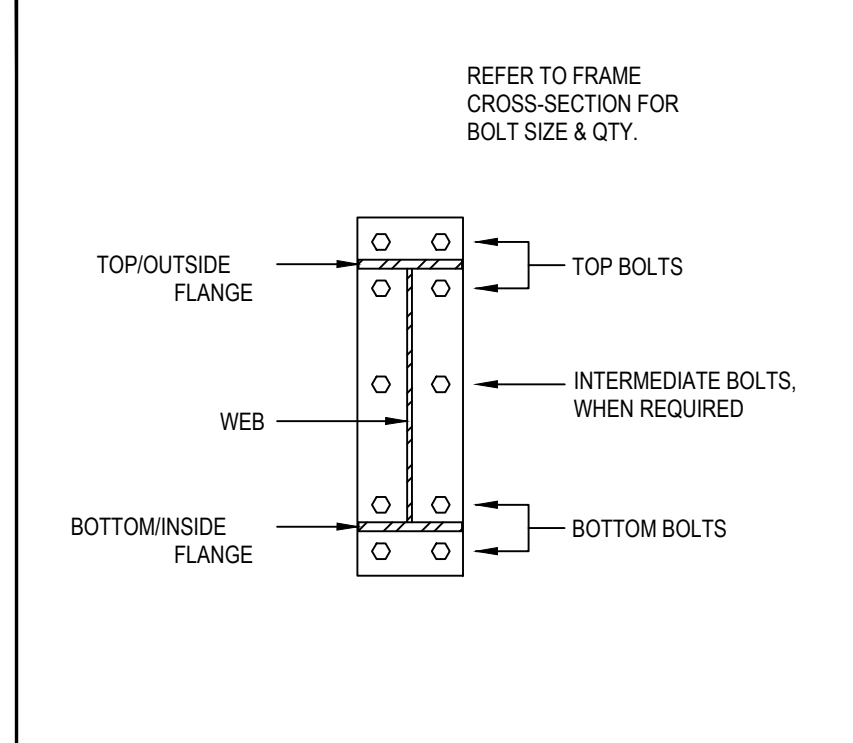 REFER TO FRAME
CROSS-SECTION FOR
BOLT SIZE & QTY.
TOP/OUTSIDE
FLANGE
TOP BOLTS
INTERMEDIATE BOLTS,
WHEN REQUIRED
WEB
BOTTOM/INSIDE
FLANGE
BOTTOM BOLTS